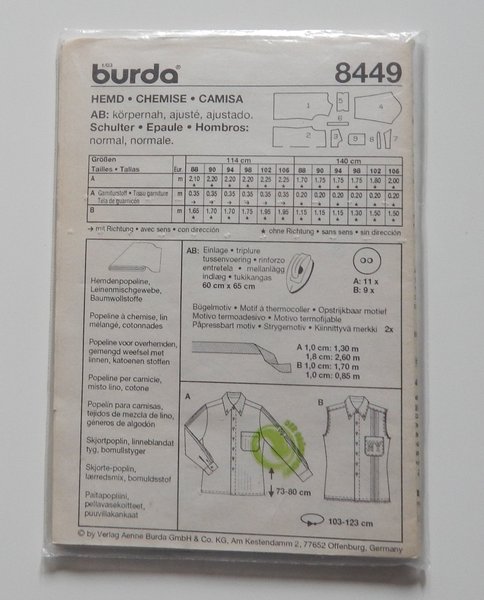 burda
8449
HEMD • CHEMISE • CAMISA
AB: körpernah, ajusté, ajustado.
Schulter • Epaule • Hombros:
normal, normale.
1 5 4
6
2 3 9 8 7
Größen 114 cm 140 cm
Tailles • Tallas Eur. 88 90 94 98 102 106 88 90 94 98 102 106
A m 2,10 2,20 2,20 2,20 2,25 2,25 1,70 1,75 1,75 1,75 1,80 2,00
A Garniturstoff • Tissu garniture m 0,35 0,35 0,35 0,35 0,35 0,35 0,20 0,20 0,20 0,20 0,20 0,20
Tela de guarnición
B m 1,65 1,70 1,70 1,75 1,95 1,95 1,15 1,15 1,15 1,30 1,50 1,50
→ mit Richtung • avec sens • con dirección ★ ohne Richtung • sans sens • sin dirección
Hemdenpopeline,
Leinenmischgewebe,
Baumwollstoffe
Popeline à chemise, lin
mélangé, cotonnades
Popeline voor overhemden,
gemengd weefsel met
linnen, katoenen stoffen
Popeline per camicie,
misto lino, cotone
Popelín para camisas,
tejidos de mezcla de lino,
géneros de algodón
Skjortpoplin, linneblandat
tyg, bomullstyger
Skjorte-poplin,
lærredsmix, bomuldsstof
Paitapopliini,
pellavasekoitteet,
puuvillakankaat
AB: Einlage • triplure
tussenvoering • rinforzo
entretela • mellanlägg
indlæg • tukikangas
60 cm x 65 cm
A: 11 x
B: 9 x
Bügelmotiv • Motif à thermocoller • Opstrijkbaar motief
Motivo termoadesivo • Motivo termofijable
Påpressbart motiv • Strygemotiv • Kiinnittyvä merkki 2x
A 1,0 cm: 1,30 m
1,8 cm: 2,60 m
B 1,0 cm: 1,70 m
1,0 cm: 0,85 m
A
B
NY
73-80 cm
103-123 cm
© by Verlag Aenne Burda GmbH & Co. KG, Am Kestendamm 2, 77652 Offenburg, Germany